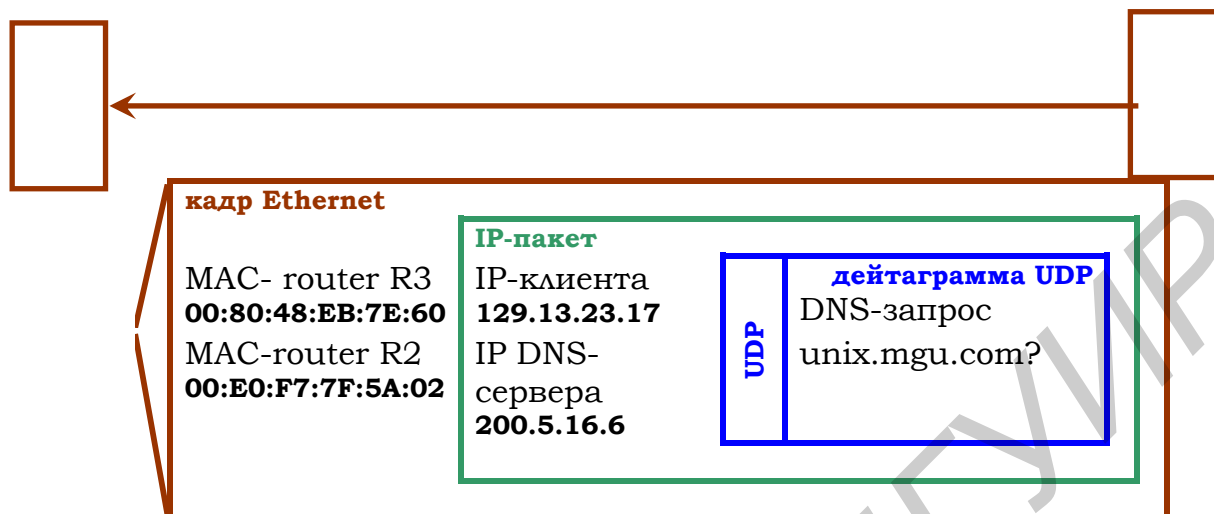 кадр Ethernet
MAC- router R3
00:80:48:EB:7E:60
MAC-router R2
00:E0:F7:7F:5A:02
IP-пакет
IP-клиента
129.13.23.17
IP DNS-
сервера
200.5.16.6
UDP
дейтаграмма UDP
DNS-запрос
unix.mgu.com?
ГУИР